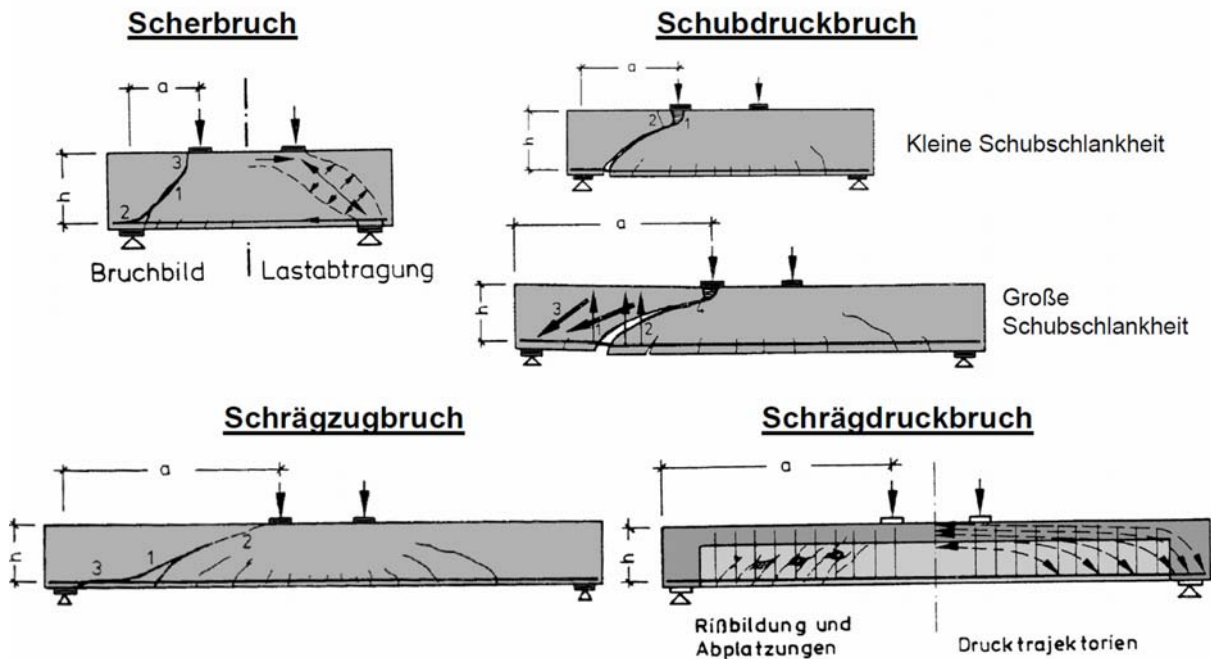 Scherbruch
a
h
3
1
2
Bruchbild
Lastabtragung
Schubdruckbruch
a
h
2
1
Kleine Schubschlankheit
a
h
3
1
2
4
Große
Schubschlankheit
Schrägzugbruch
a
h
3
1
2
Schrägdruckbruch
a
h
Rißbildung und
Abplatzungen
Drucktrajektorien